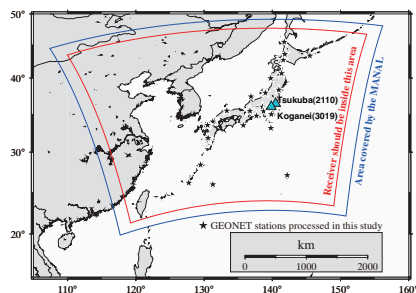 50°
40°
30°
20°
Tsukuba(2110)
Koganei(3019)
Receiver should be inside this area
Area covered by the MANAL
★ GEONET stations processed in this study
km
0 1000 2000
110° 120° 130° 140° 150° 160°